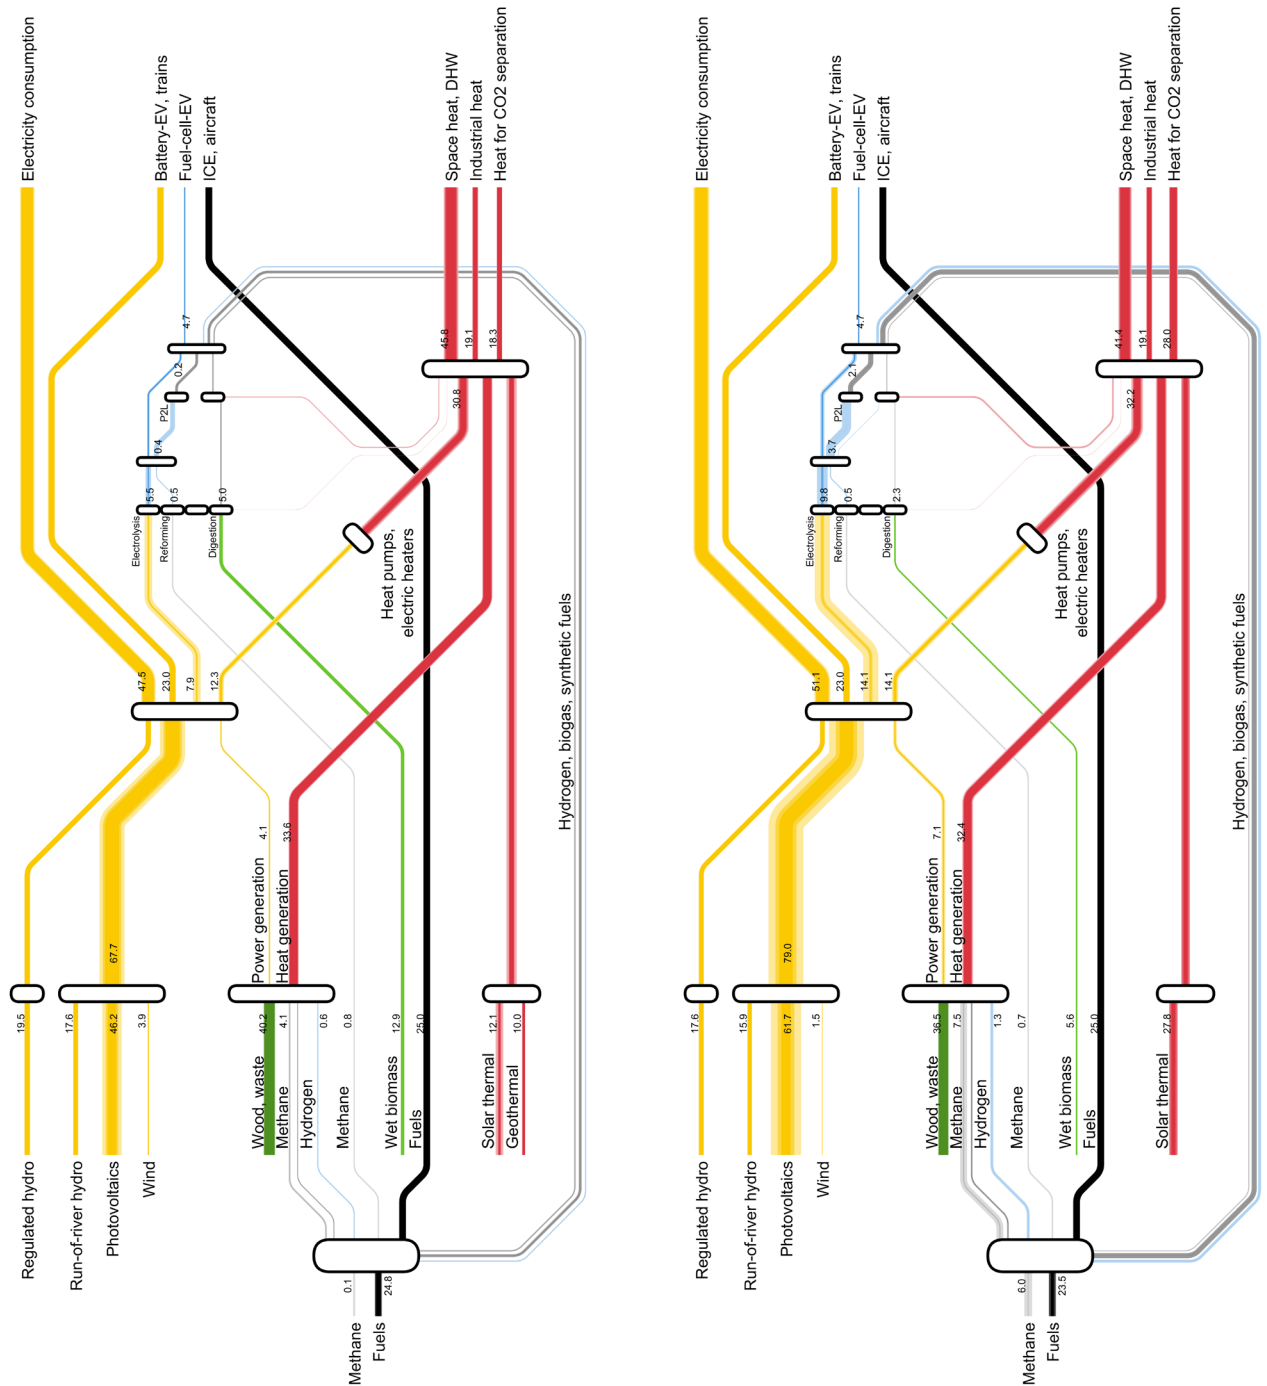 Electricity consumption
Battery-EV, trains
Fuel-cell-EV
ICE, aircraft
Space heat, DHW
Industrial heat
Heat for CO2 separation
4.7
0.2
P2L
0.4
45.8
19.1
18.3
30.8
5.5
0.5
5.0
Electrolysis
Reforming
Digestion
Heat pumps,
electric heaters
47.5
23.0
7.9
12.3
Hydrogen, biogas, synthetic fuels
67.7
4.1
33.6
Power generation
Heat generation
19.5
17.6
46.2
3.9
40.2
4.1
0.6
0.8
12.9
25.0
12.1
10.0
Wood, waste
Methane
Hydrogen
Methane
Wet biomass
Fuels
Solar thermal
Geothermal
Regulated hydro
Run-of-river hydro
Photovoltaics
Wind
0.1
24.8
Methane
Fuels
Electricity consumption
Battery-EV, trains
Fuel-cell-EV
ICE, aircraft
Space heat, DHW
Industrial heat
Heat for CO2 separation
4.7
2.1
P2L
3.7
41.4
19.1
28.0
32.2
9.8
0.5
2.3
Electrolysis
Reforming
Digestion
Heat pumps,
electric heaters
51.1
23.0
14.1
14.1
Hydrogen, biogas, synthetic fuels
79.0
7.1
32.4
Power generation
Heat generation
17.6
15.9
61.7
1.5
36.5
7.5
1.3
0.7
5.6
25.0
27.8
Wood, waste
Methane
Hydrogen
Methane
Wet biomass
Fuels
Solar thermal
Regulated hydro
Run-of-river hydro
Photovoltaics
Wind
6.0
23.5
Methane
Fuels